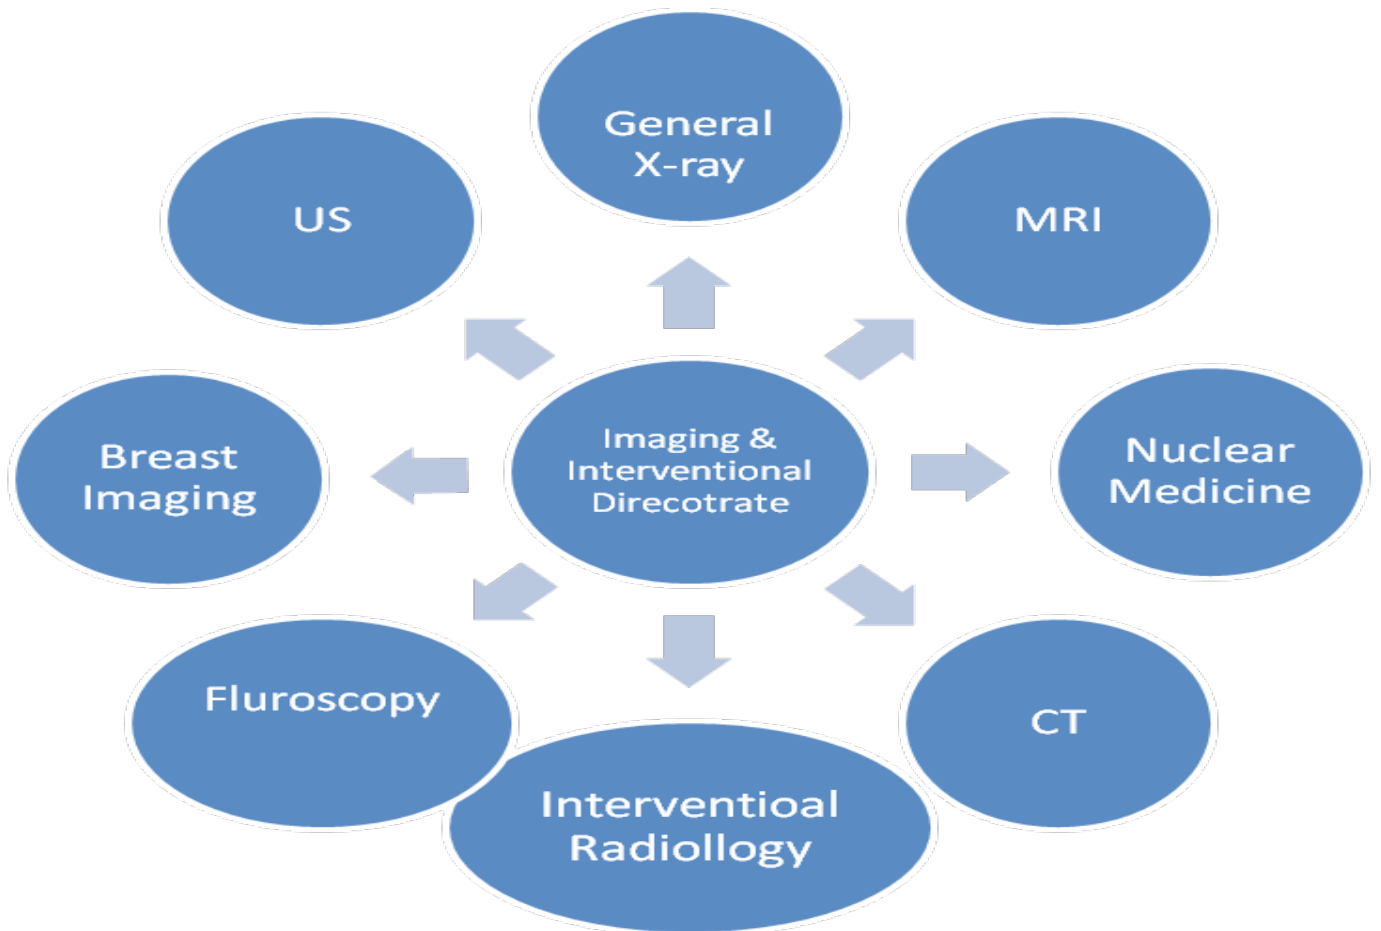 General
X-ray
US
MRI
Imaging &
Interventional
Direcotrate
Breast
Imaging
Nuclear
Medicine
Fluroscopy
CT
Interventioal
Radiollogy